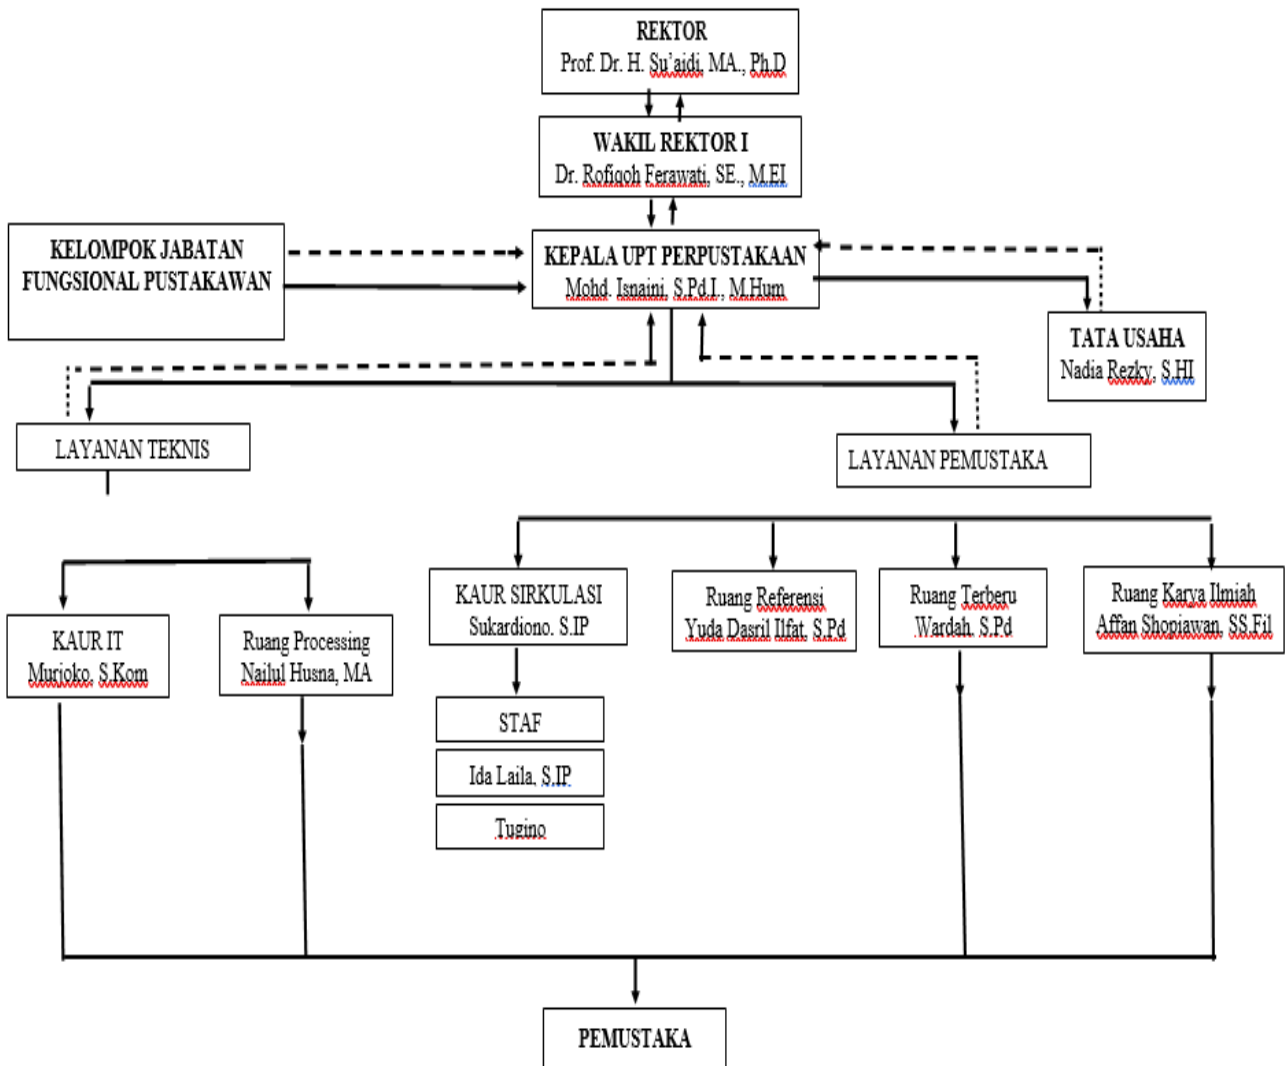 REKTOR
Prof. Dr. H. Su'aidi, MA., Ph.D
WAKIL REKTOR I
Dr. Rofiqoh Ferawati, SE., M.EI
KELOMPOK JABATAN
FUNGSIONAL PUSTAKAWAN
KEPALA UPT PERPUSTAKAAN
Mohd. Isnaini, S.Pd.I., M.Hum
TATA USAHA
Nadia Rezky, S.HI
LAYANAN TEKNIS
LAYANAN PEMUSTAKA
KAUR IT
Murjoko, S.Kom
Ruang Processing
Nailul Husna, MA
KAUR SIRKULASI
Sukardiono. S.IP
STAF
Ida Laila, S.IP
Tugino
Ruang Referensi
Yuda Dasril Ilfat, S.Pd
Ruang Terberu
Wardah, S.Pd
Ruang Karya Ilmiah
Affan Shopiawan, SS.Fil
PEMUSTAKA